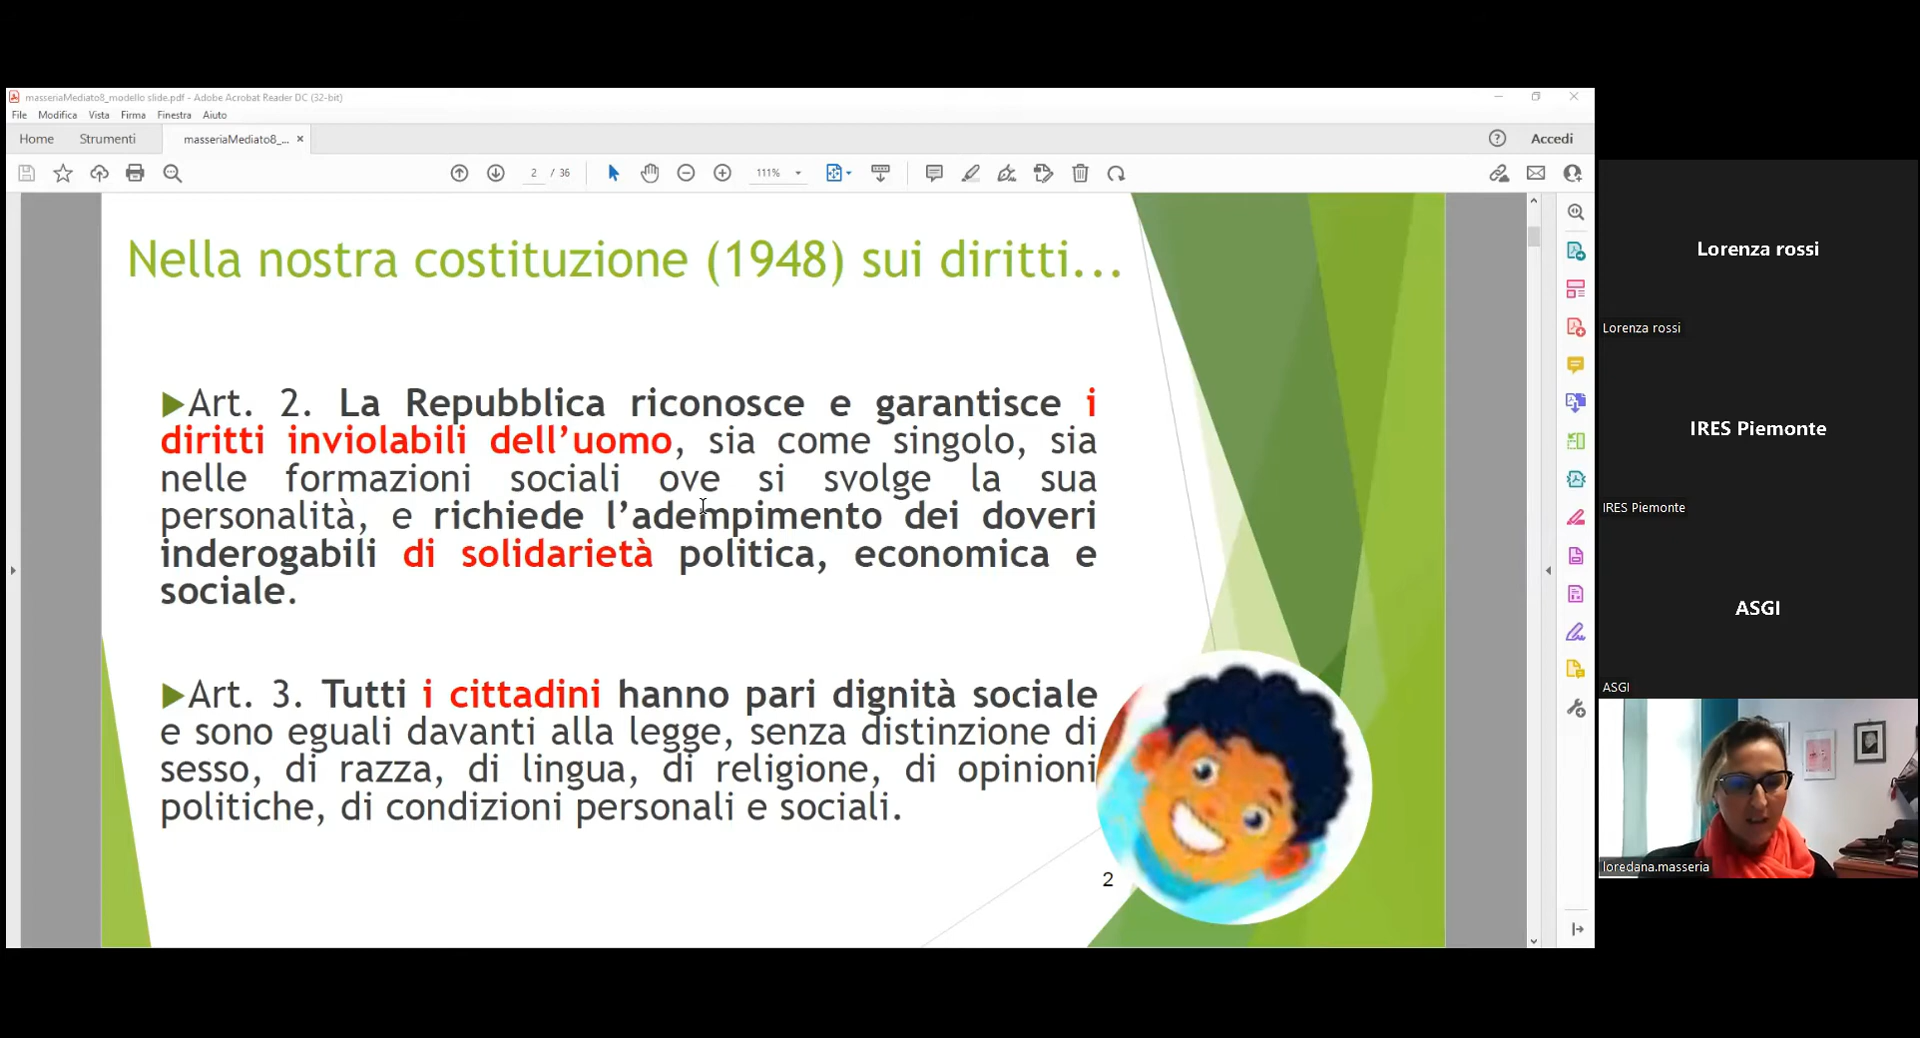 masseriaMediato8_modello slide.pdf - Adobe Acrobat Reader DC (32-bit)
File Modifica Vista Firma Finestra Aiuto
Home Strumenti masseriaMediato8_... × Accedi
2 / 36 111%
Nella nostra costituzione (1948) sui diritti...
Art. 2. La Repubblica riconosce e garantisce i
diritti inviolabili dell’uomo, sia come singolo, sia
nelle formazioni sociali ove si svolge la sua
personalità, e richiede l’adempimento dei doveri
inderogabili di solidarietà politica, economica e
sociale.
Art. 3. Tutti i cittadini hanno pari dignità sociale
e sono eguali davanti alla legge, senza distinzione di
sesso, di razza, di lingua, di religione, di opinioni
politiche, di condizioni personali e sociali.
2
Lorenza rossi
Lorenza rossi
IRES Piemonte
IRES Piemonte
ASGI
ASGI
loredana.masseria